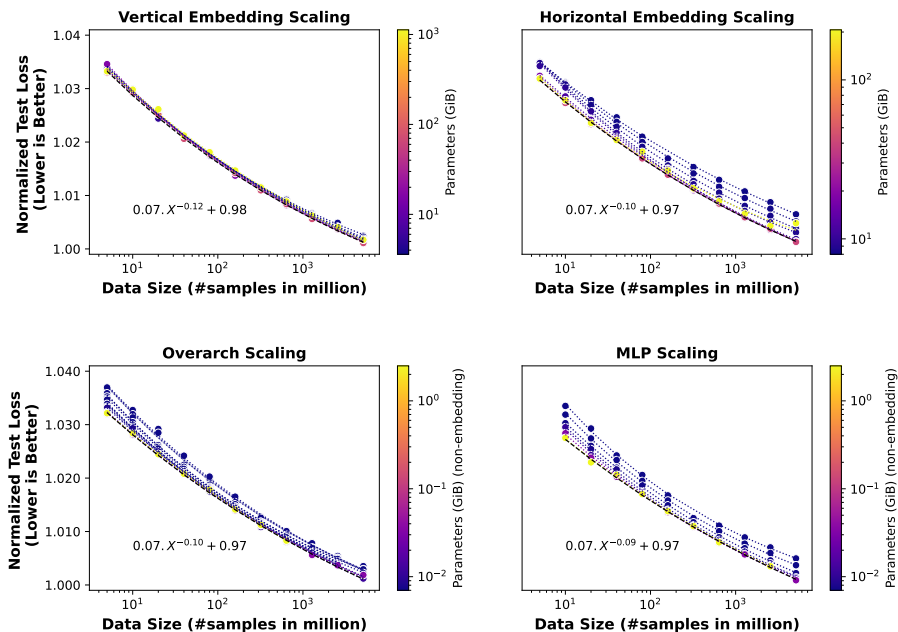 Vertical Embedding Scaling
Normalized Test Loss
(Lower is Better)
1.04
1.03
1.02
1.01
1.00
0.07.X^{-0.12} + 0.98
10^1
10^2
10^3
Data Size (#samples in million)
10^3
10^2
10^1
Parameters (GiB)
Horizontal Embedding Scaling
0.07.X^{-0.10} + 0.97
10^1
10^2
10^3
Data Size (#samples in million)
10^2
10^1
Parameters (GiB)
Overarch Scaling
Normalized Test Loss
(Lower is Better)
1.040
1.030
1.020
1.010
1.000
0.07.X^{-0.10} + 0.97
10^1
10^2
10^3
Data Size (#samples in million)
10^0
10^{-1}
10^{-2}
Parameters (GiB) (non-embedding)
MLP Scaling
0.07.X^{-0.09} + 0.97
10^1
10^2
10^3
Data Size (#samples in million)
10^0
10^{-1}
10^{-2}
Parameters (GiB) (non-embedding)